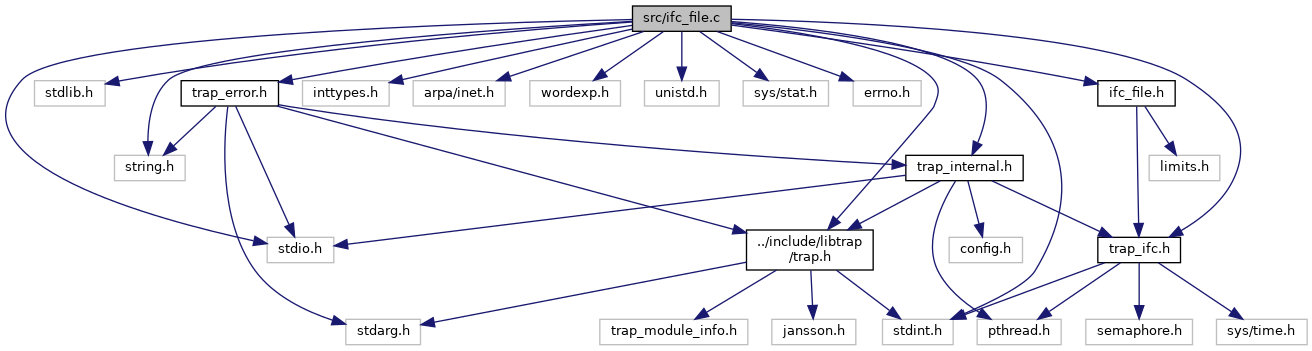 src/ifc_file.c
stdlib.h
trap_error.h
inttypes.h
arpa/inet.h
wordexp.h
unistd.h
sys/stat.h
errno.h
ifc_file.h
string.h
trap_internal.h
limits.h
stdio.h
../include/libtrap
/trap.h
config.h
trap_ifc.h
stdarg.h
trap_module_info.h
jansson.h
stdint.h
pthread.h
semaphore.h
sys/time.h